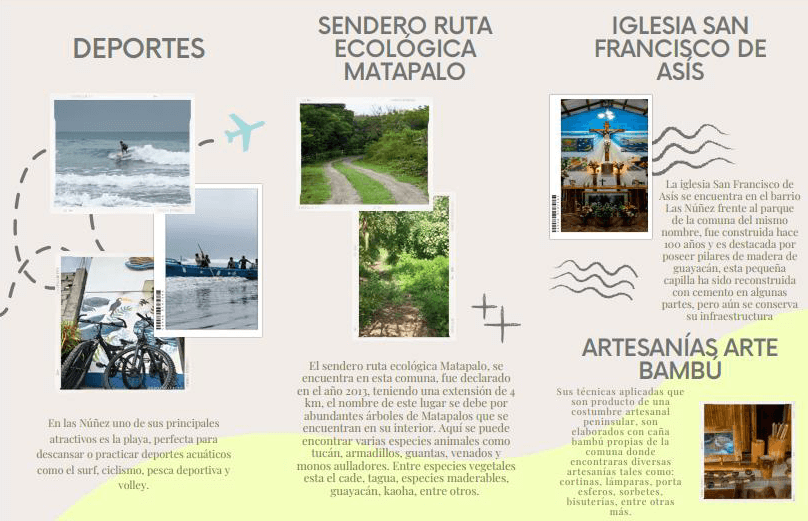 DEPORTES
En las Núñez uno de sus principales
atractivos es la playa, perfecta para
descansar o practicar deportes acuáticos
como el surf, ciclismo, pesca deportiva y
volley.
SENDERO RUTA
ECOLÓGICA
MATAPALO
El sendero ruta ecológica Matapalo, se
encuentra en esta comuna, fue declarado
en el año 2013, teniendo una extensión de 4
km, el nombre de este lugar se debe por
abundantes árboles de Matapalos que se
encuentran en su interior. Aquí se puede
encontrar varias especies animales como
tucán, armadillos, guantas, venados y
monos aulladores. Entre especies vegetales
esta el cade, tagua, especies maderables,
guayacán, kaoha, entre otros.
IGLESIA SAN
FRANCISCO DE
ASÍS
La iglesia San Francisco de
Asís se encuentra en el barrio
Las Núñez frente al parque
de la comuna del mismo
nombre, fue construida hace
100 años y es destacada por
poseer pilares de madera de
guayacán, esta pequeña
capilla ha sido reconstruida
con cemento en algunas
partes, pero aún se conserva
su infraestructura
ARTESANÍAS ARTE
BAMBÚ
Sus técnicas aplicadas que
son producto de una
costumbre artesanal
peninsular, son
elaborados con caña
bambú propias de la
comuna donde
encontraras diversas
artesanías tales como:
cortinas, lámparas, porta
esferos, sorbetes,
bisuterías, entre otras
más.